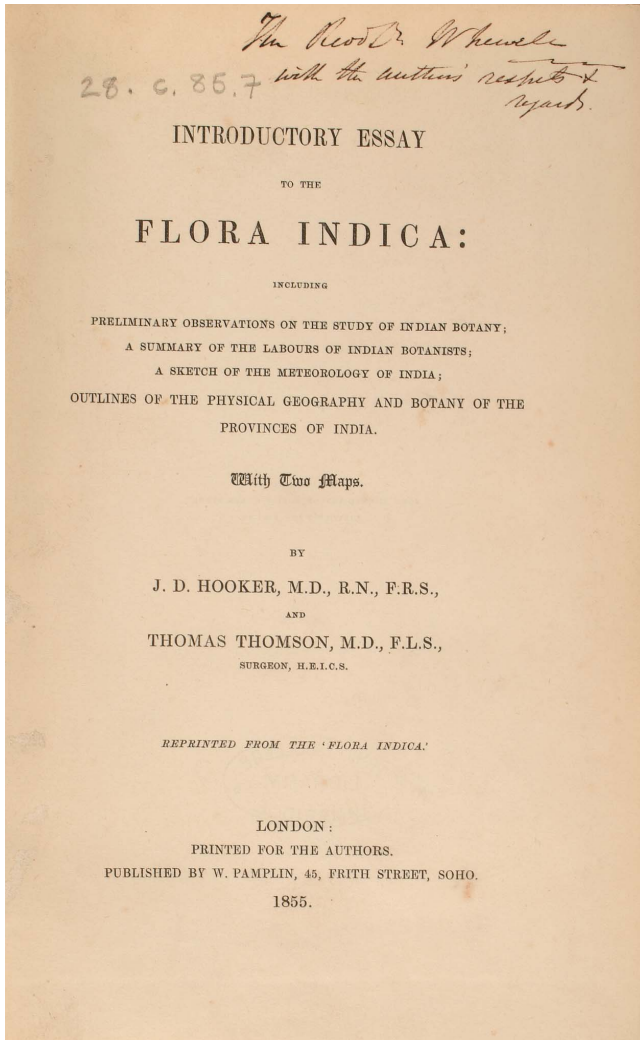 The Revd Dr Whewell
with the author's respects &
regards.
28. c. 85.7
INTRODUCTORY ESSAY
TO THE
FLORA INDICA:
INCLUDING
PRELIMINARY OBSERVATIONS ON THE STUDY OF INDIAN BOTANY;
A SUMMARY OF THE LABOURS OF INDIAN BOTANISTS;
A SKETCH OF THE METEOROLOGY OF INDIA;
OUTLINES OF THE PHYSICAL GEOGRAPHY AND BOTANY OF THE
PROVINCES OF INDIA.
With Two Maps.
BY
J. D. HOOKER, M.D., R.N., F.R.S.,
AND
THOMAS THOMSON, M.D., F.L.S.,
SURGEON, H.E.I.C.S.
REPRINTED FROM THE 'FLORA INDICA.'
LONDON:
PRINTED FOR THE AUTHORS.
PUBLISHED BY W. PAMPLIN, 45, FRITH STREET, SOHO.
1855.